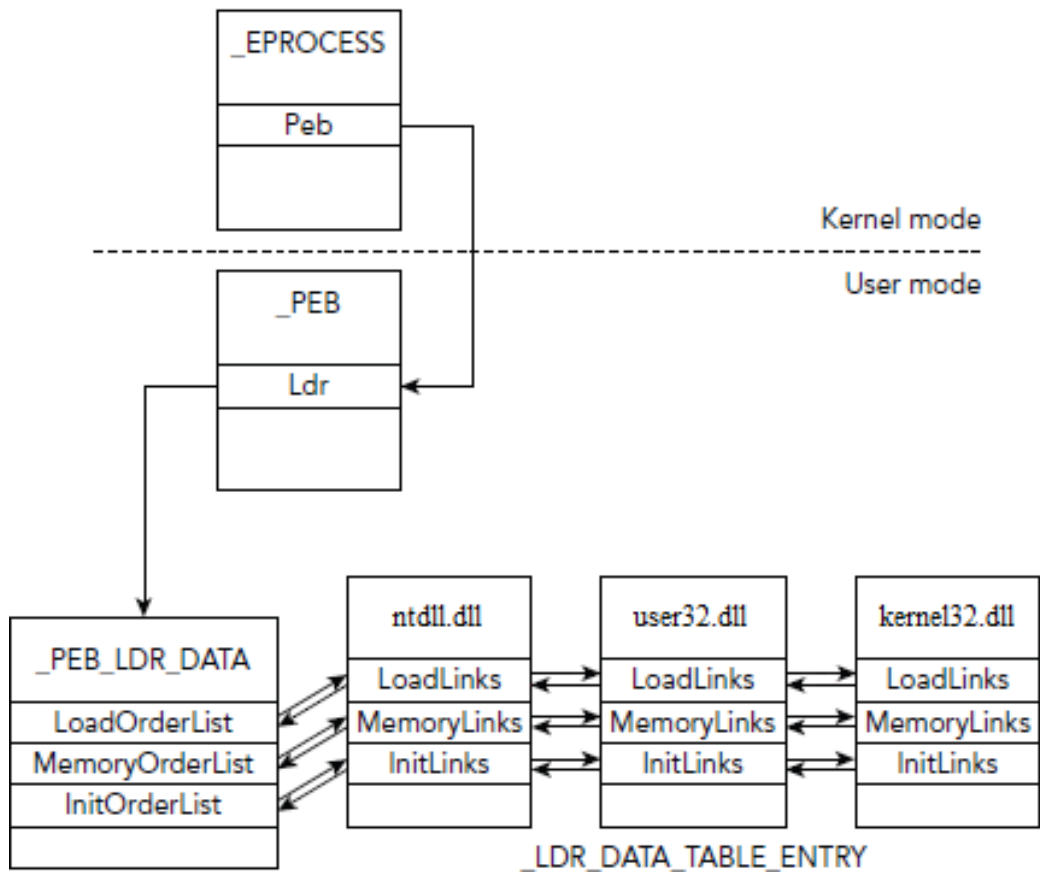 _EPROCESS
Peb
Kernel mode
User mode
_PEB
Ldr
_PEB_LDR_DATA
LoadOrderList
MemoryOrderList
InitOrderList
ntdll.dll
LoadLinks
MemoryLinks
InitLinks
user32.dll
LoadLinks
MemoryLinks
InitLinks
kernel32.dll
LoadLinks
MemoryLinks
InitLinks
_LDR_DATA_TABLE_ENTRY